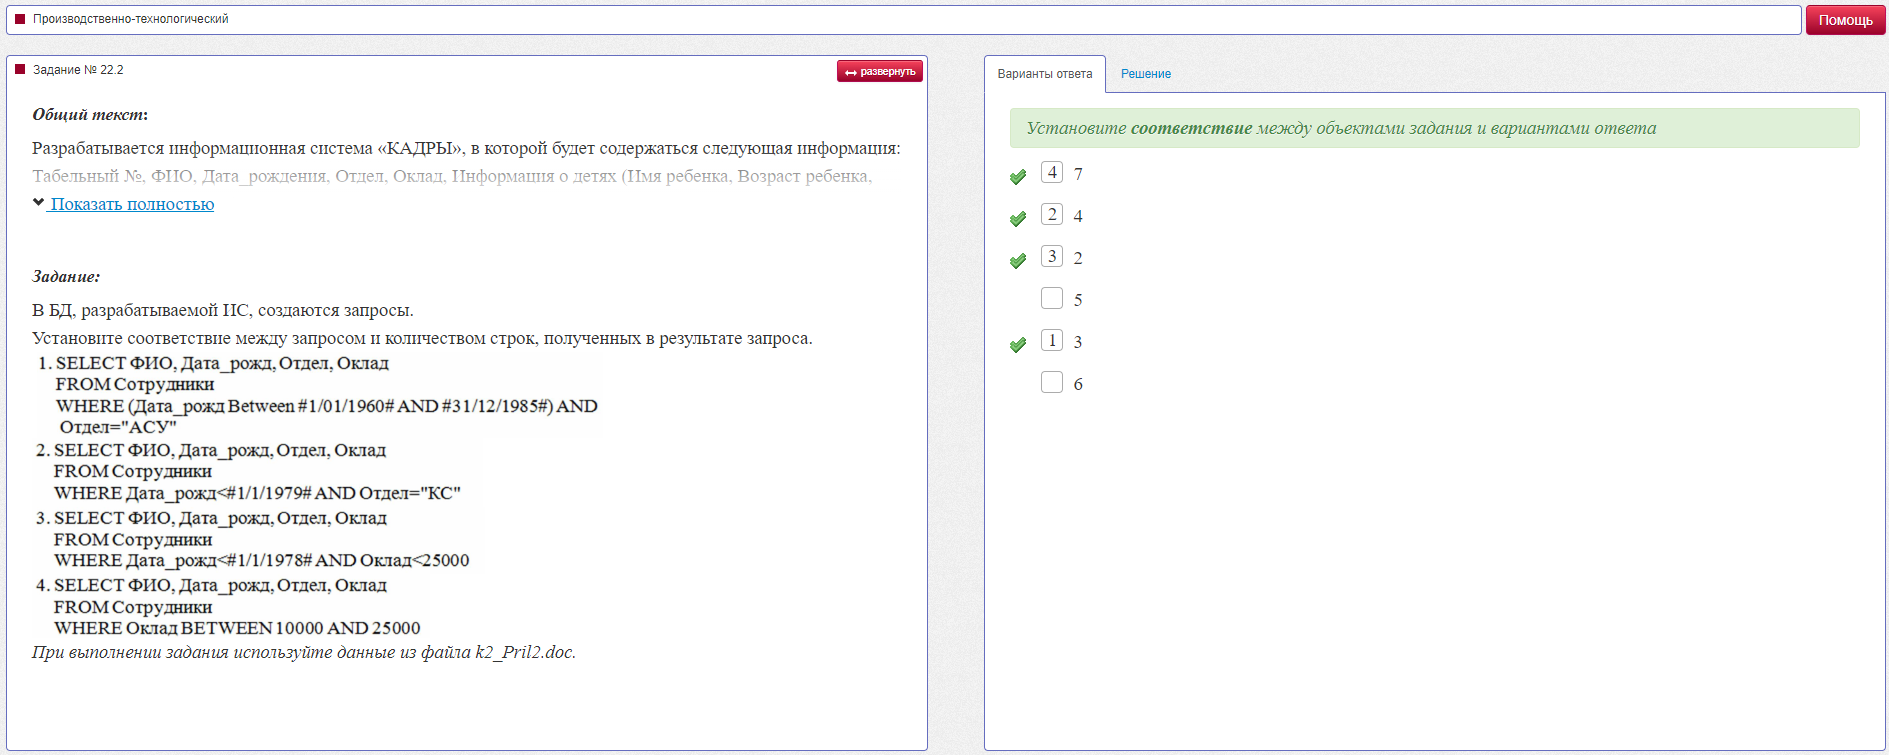 Производственно-технологический
Помощь
Задание № 22.2
развернуть
Общий текст:
Разрабатывается информационная система «КАДРЫ», в которой будет содержаться следующая информация:
Табельный №, ФИО, Дата_рождения, Отдел, Оклад, Информация о детях (Имя ребенка, Возраст ребенка,
Показать полностью
Задание:
В БД, разрабатываемой ИС, создаются запросы.
Установите соответствие между запросом и количеством строк, полученных в результате запроса.
1. SELECT ФИО, Дата_рожд, Отдел, Оклад
FROM Сотрудники
WHERE (Дата_рожд Between #1/01/1960# AND #31/12/1985#) AND
Отдел="АСУ"
2. SELECT ФИО, Дата_рожд, Отдел, Оклад
FROM Сотрудники
WHERE Дата_рожд<#1/1/1979# AND Отдел="КС"
3. SELECT ФИО, Дата_рожд, Отдел, Оклад
FROM Сотрудники
WHERE Дата_рожд<#1/1/1978# AND Оклад<25000
4. SELECT ФИО, Дата_рожд, Отдел, Оклад
FROM Сотрудники
WHERE Оклад BETWEEN 10000 AND 25000
При выполнении задания используйте данные из файла k2_Pril2.doc.
Варианты ответа
Решение
Установите соответствие между объектами задания и вариантами ответа
4 7
2 4
3 2
5
1 3
6